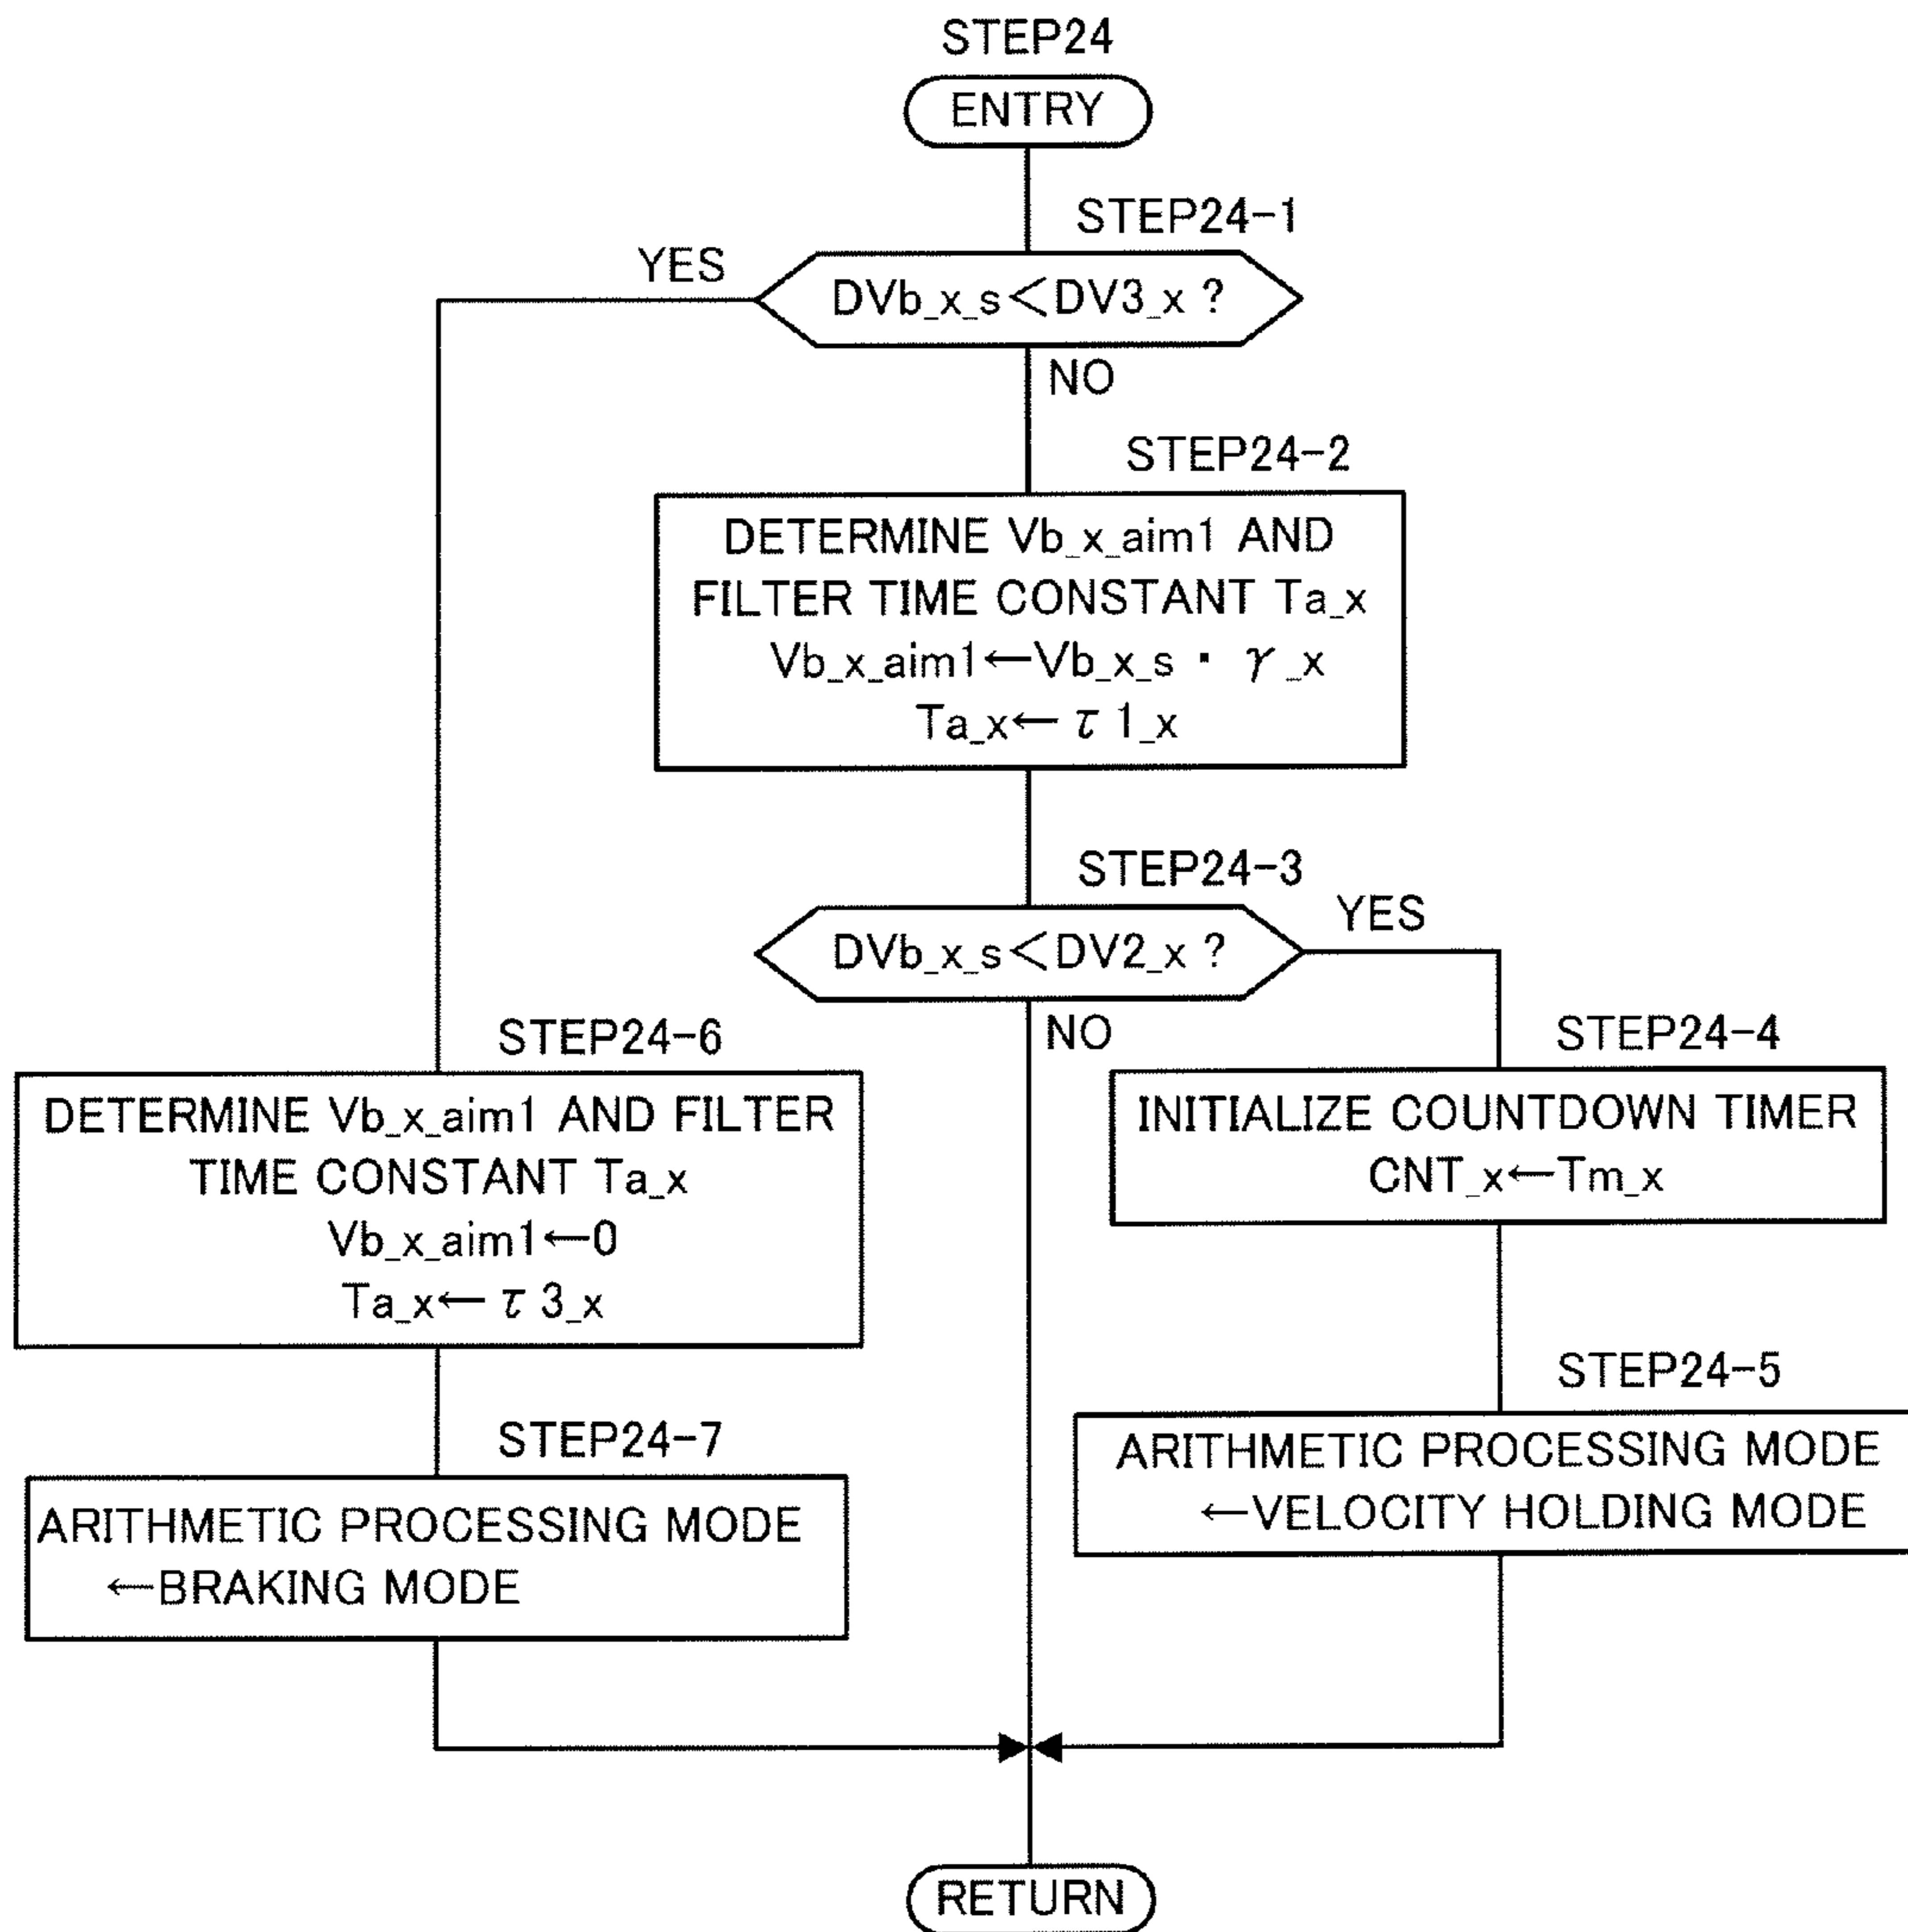 STEP24
ENTRY
STEP24-1
YES
DVb_x_s＜DV3_x ?
NO
STEP24-2
DETERMINE Vb_x_aim1 AND
FILTER TIME CONSTANT Ta_x
Vb_x_aim1←Vb_x_s・γ_x
Ta_x←τ1_x
STEP24-3
DVb_x_s＜DV2_x ?
YES
NO
STEP24-4
INITIALIZE COUNTDOWN TIMER
CNT_x←Tm_x
STEP24-5
ARITHMETIC PROCESSING MODE
←VELOCITY HOLDING MODE
STEP24-6
DETERMINE Vb_x_aim1 AND FILTER
TIME CONSTANT Ta_x
Vb_x_aim1←0
Ta_x←τ3_x
STEP24-7
ARITHMETIC PROCESSING MODE
←BRAKING MODE
RETURN